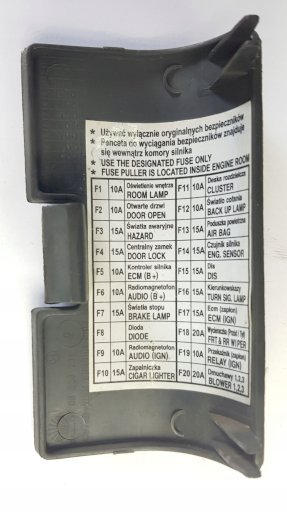 * Używać wyłącznie oryginalnych bezpieczników
* Penceta do wyciągania bezpieczników znajduje
się wewnątrz komory silnika
* USE THE DESIGNATED FUSE ONLY
* FUSE PULLER IS LOCATED INSIDE ENGINE ROOM
F1 10A Oświetlenie wnętrza
ROOM LAMP
F2 10A Otwarte drzwi
DOOR OPEN
F3 15A Światła awaryjne
HAZARD
F4 15A Centralny zamek
DOOR LOCK
F5 10A Kontroler silnika
ECM (B+)
F6 10A Radiomagnetofon
AUDIO (B+)
F7 15A Światła stopu
BRAKE LAMP
F8 Dioda
DIODE
F9 10A Radiomagnetofon
AUDIO (IGN)
F10 15A Zapalniczka
CIGAR LIGHTER
F11 10A Deska rozdzielcza
CLUSTER
F12 10A Światło cofania
BACK UP LAMP
F13 10A Poduszka powietrzna
AIR BAG
F14 15A Czujnik silnika
ENG. SENSOR
F15 15A Dis
DIS
F16 10A Kierunkowskazy
TURN SIG. LAMP
F17 15A Ecm (zapłon)
ECM (IGN)
F18 20A Wycieraczka (Przód i Tył)
FRT & RR WIPER
F19 10A Przekaźnik (zapłon)
RELAY (IGN)
F20 20A Dmuchawy 1,2,3
BLOWER 1,2,3